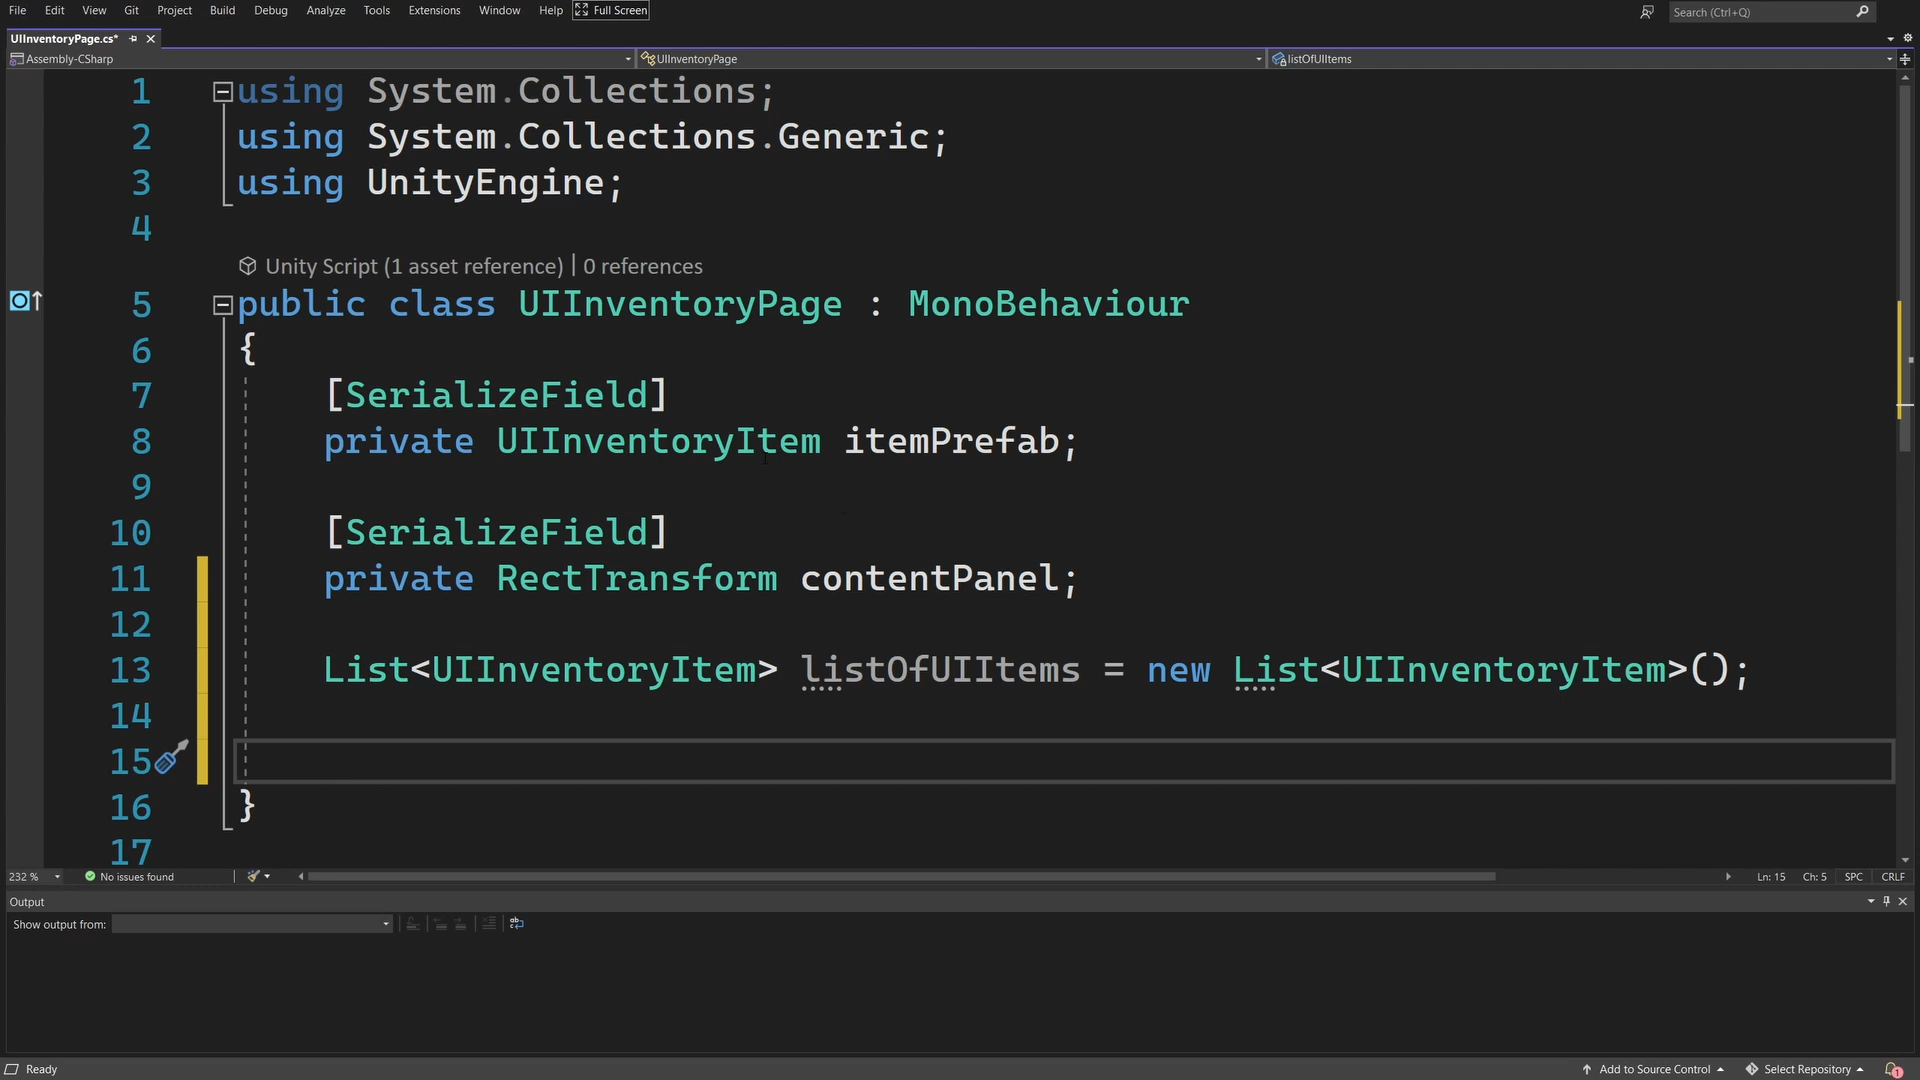 File Edit View Git Project Build Debug Analyze Tools Extensions Window Help Full Screen Search (Ctrl+Q)
UIInventoryPage.cs*
Assembly-CSharp UIInventoryPage listOfUIItems
1 using System.Collections;
2 using System.Collections.Generic;
3 using UnityEngine;
4
Unity Script (1 asset reference) | 0 references
5 public class UIInventoryPage : MonoBehaviour
6 {
7 [SerializeField]
8 private UIInventoryItem itemPrefab;
9
10 [SerializeField]
11 private RectTransform contentPanel;
12
13 List<UIInventoryItem> listOfUIItems = new List<UIInventoryItem>();
14
15
16 }
17
232 % No issues found Ln: 15 Ch: 5 SPC CRLF
Output
Show output from:
Ready Add to Source Control Select Repository 1